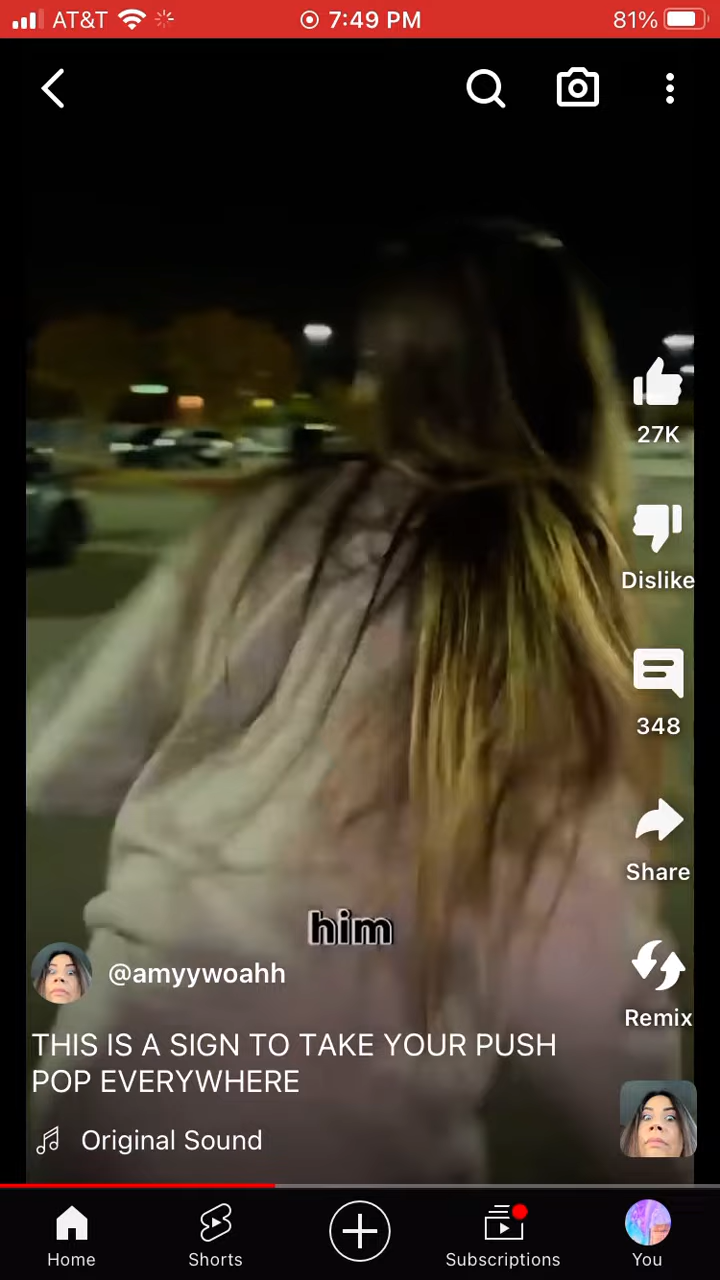 AT&T 7:49 PM 81%
27K
Dislike
348
Share
him
@amyywoahh
Remix
THIS IS A SIGN TO TAKE YOUR PUSH
POP EVERYWHERE
Original Sound
Home Shorts Subscriptions You